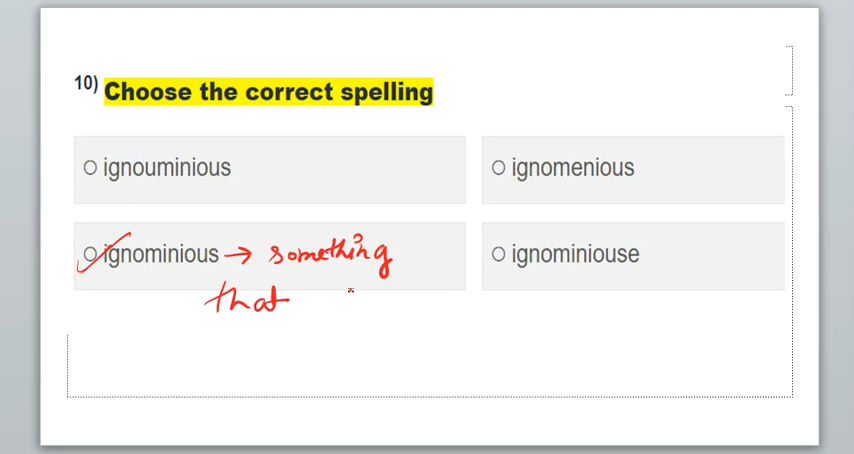 10) Choose the correct spelling
ignouminious
ignomenious
ignominious → something
that
ignominiouse